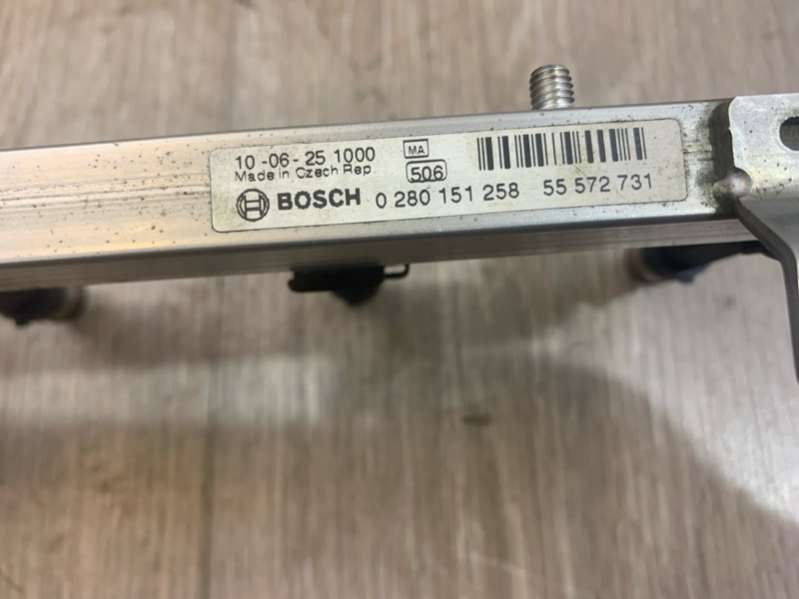 10 -06- 25 1000
MA
Made in Czech Rep
506
BOSCH 0 280 151 258 55 572 731